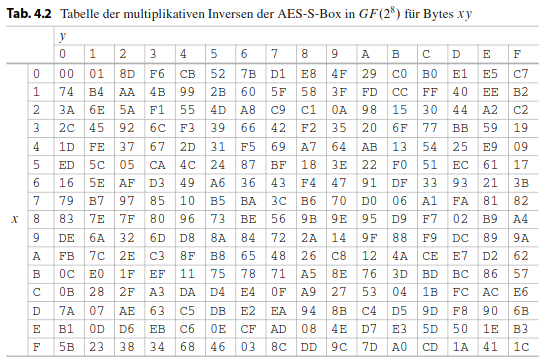 Tab. 4.2 Tabelle der multiplikativen Inversen der AES-S-Box in GF(2⁸) für Bytes xy
y
0 1 2 3 4 5 6 7 8 9 A B C D E F
0 00 01 8D F6 CB 52 7B D1 E8 4F 29 C0 B0 E1 E5 C7
1 74 B4 AA 4B 99 2B 60 5F 58 3F FD CC FF 40 EE B2
2 3A 6E 5A F1 55 4D A8 C9 C1 0A 98 15 30 44 A2 C2
3 2C 45 92 6C F3 39 66 42 F2 35 20 6F 77 BB 59 19
4 1D FE 37 67 2D 31 F5 69 A7 64 AB 13 54 25 E9 09
5 ED 5C 05 CA 4C 24 87 BF 18 3E 22 F0 51 EC 61 17
6 16 5E AF D3 49 A6 36 43 F4 47 91 DF 33 93 21 3B
7 79 B7 97 85 10 B5 BA 3C B6 70 D0 06 A1 FA 81 82
x 8 83 7E 7F 80 96 73 BE 56 9B 9E 95 D9 F7 02 B9 A4
9 DE 6A 32 6D D8 8A 84 72 2A 14 9F 88 F9 DC 89 9A
A FB 7C 2E C3 8F B8 65 48 26 C8 12 4A CE E7 D2 62
B 0C E0 1F EF 11 75 78 71 A5 8E 76 3D BD BC 86 57
C 0B 28 2F A3 DA D4 E4 0F A9 27 53 04 1B FC AC E6
D 7A 07 AE 63 C5 DB E2 EA 94 8B C4 D5 9D F8 90 6B
E B1 0D D6 EB C6 0E CF AD 08 4E D7 E3 5D 50 1E B3
F 5B 23 38 34 68 46 03 8C DD 9C 7D A0 CD 1A 41 1C